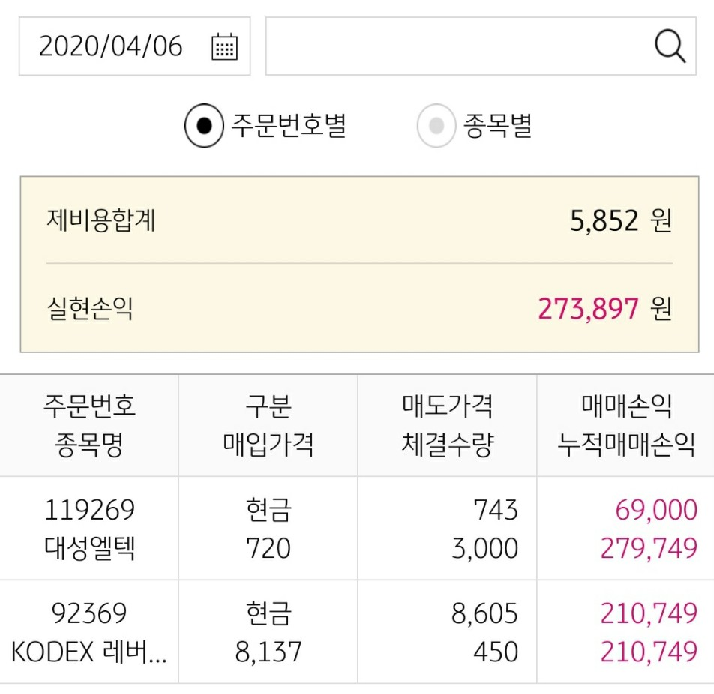 2020/04/06
주문번호별 종목별
제비용합계 5,852 원
실현손익 273,897 원
주문번호 구분 매도가격 매매손익
종목명 매입가격 체결수량 누적매매손익
119269 현금 743 69,000
대성엘텍 720 3,000 279,749
92369 현금 8,605 210,749
KODEX 레버... 8,137 450 210,749